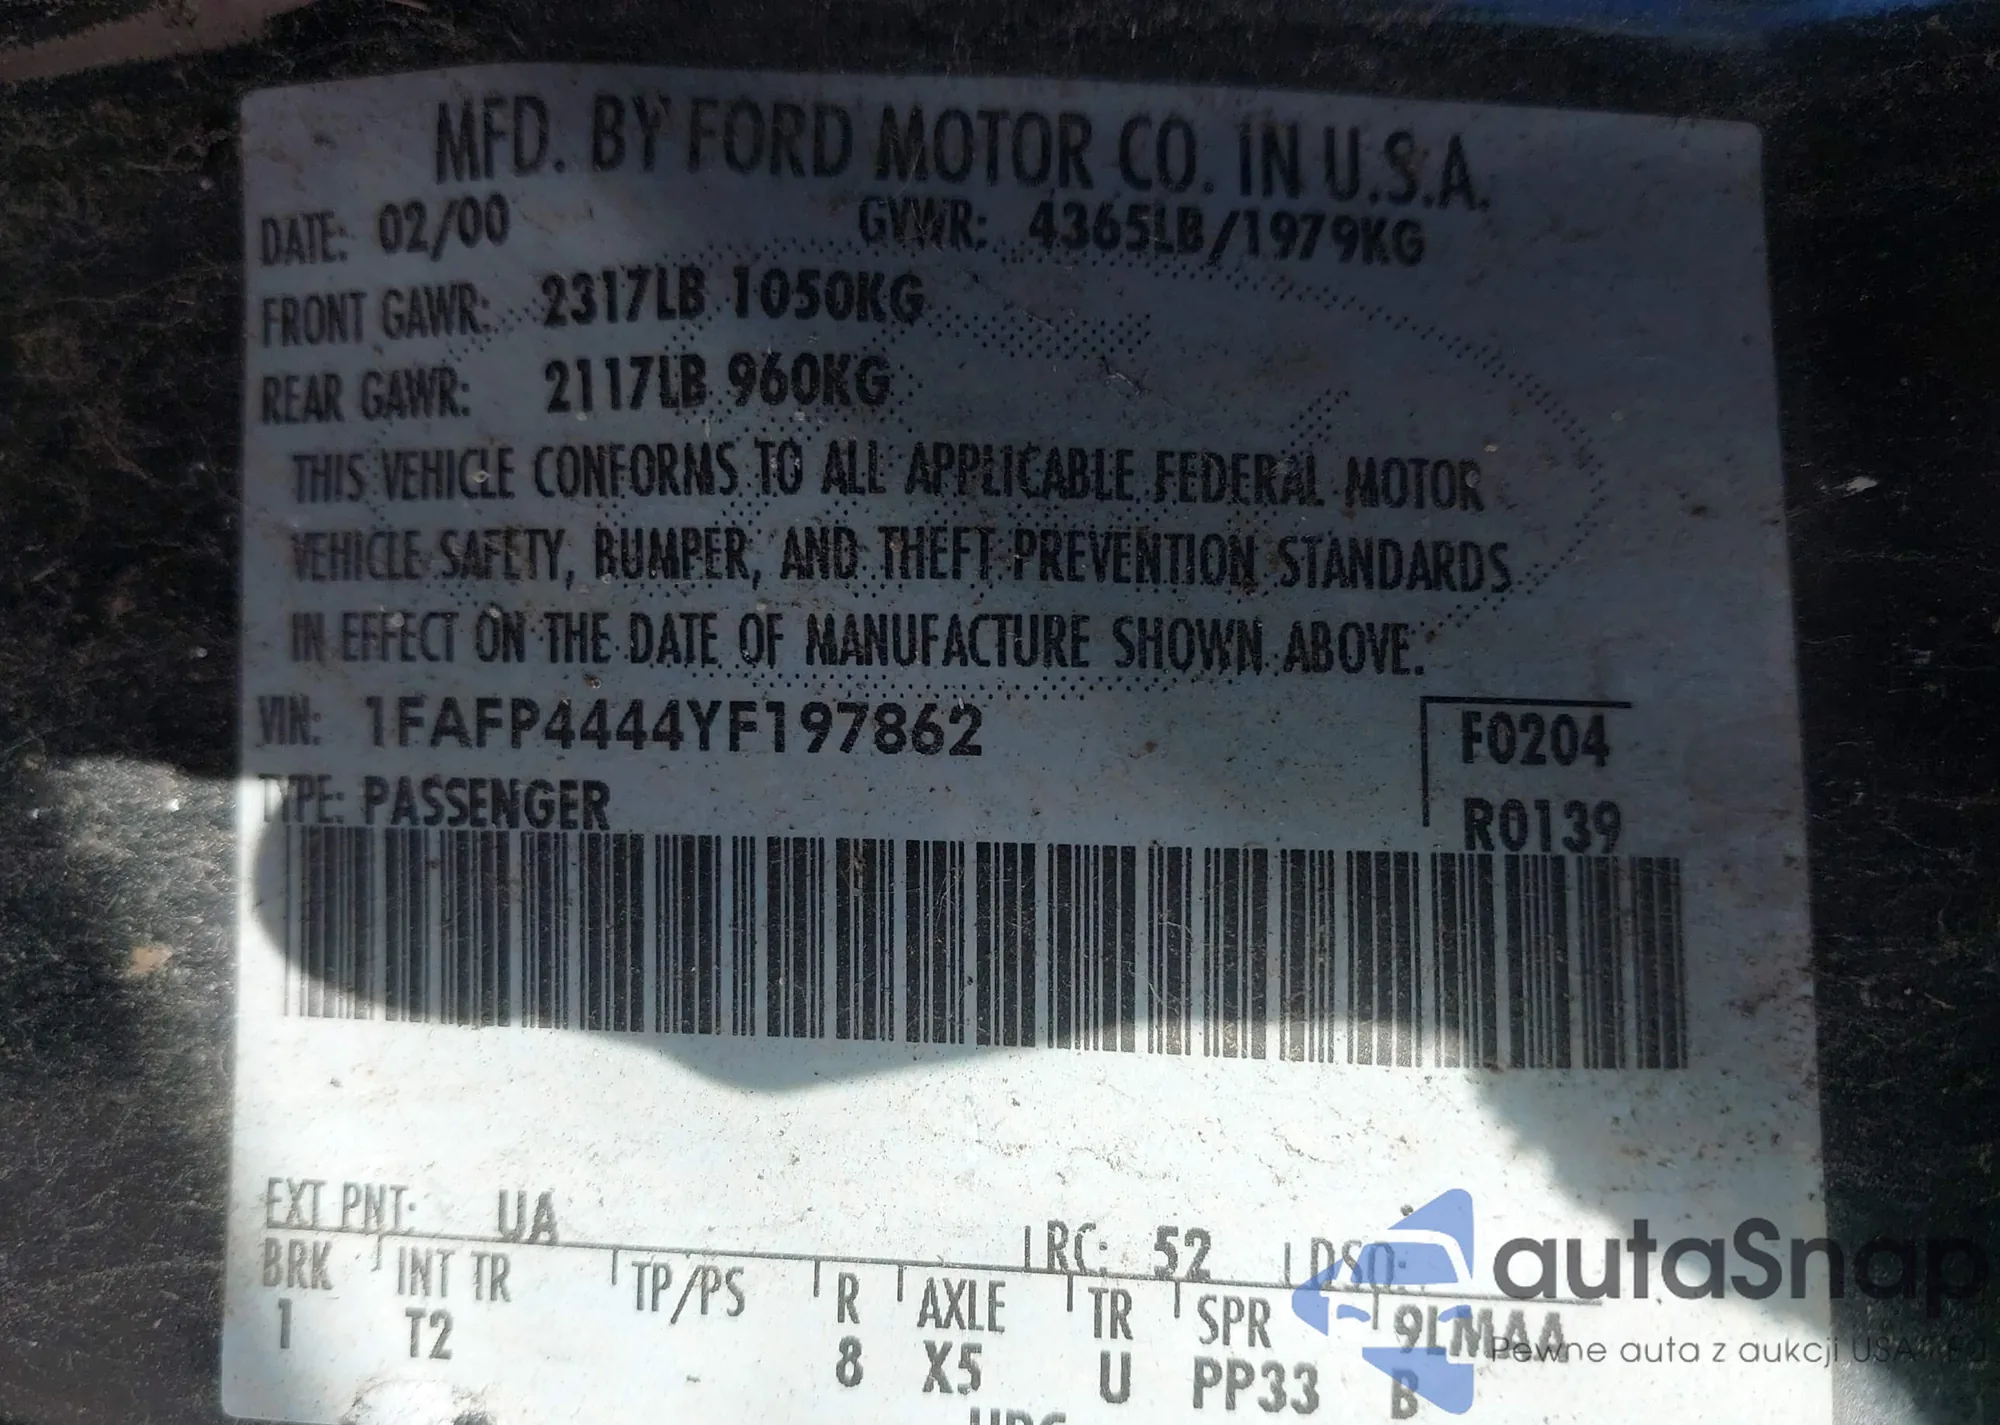 MFD. BY FORD MOTOR CO. IN U.S.A.
DATE: 02/00 GVWR: 4365LB/1979KG
FRONT GAWR: 2317LB 1050KG
REAR GAWR: 2117LB 960KG
THIS VEHICLE CONFORMS TO ALL APPLICABLE FEDERAL MOTOR
VEHICLE SAFETY, BUMPER, AND THEFT PREVENTION STANDARDS
IN EFFECT ON THE DATE OF MANUFACTURE SHOWN ABOVE.
VIN: 1FAFP4444YF197862
F0204
TYPE: PASSENGER
R0139
EXT PNT: UA RC: 52 DSO:
BRK INT TR TP/PS R AXLE TR SPR 9LMAA
1 T2 8 X5 U PP33 B
autaSnap
Pewne auta z aukcji USA